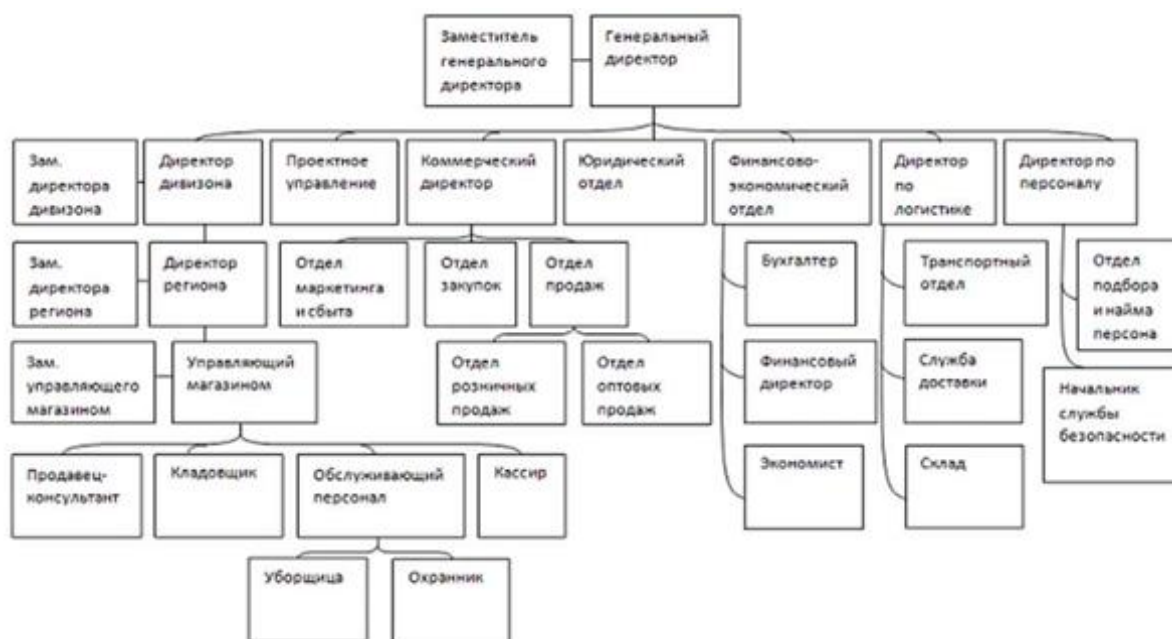 Заместитель
генерального
директора
Генеральный
директор
Зам.
директора
дивизона
Директор
дивизона
Проектное
управление
Коммерческий
директор
Юридический
отдел
Финансово-
экономический
отдел
Директор
по
логистике
Директор по
персоналу
Зам.
директора
региона
Директор
региона
Отдел
маркетинга
и сбыта
Отдел
закупок
Отдел
продаж
Бухгалтер
Транспортный
отдел
Отдел
подбора
и найма
персона
Зам.
управляющего
магазином
Управляющий
магазином
Отдел
розничных
продаж
Отдел
оптовых
продаж
Финансовый
директор
Служба
доставки
Начальник
службы
безопасности
Продавец-
консультант
Кладовщик
Обслуживающий
персонал
Кассир
Экономист
Склад
Уборщица
Охранник